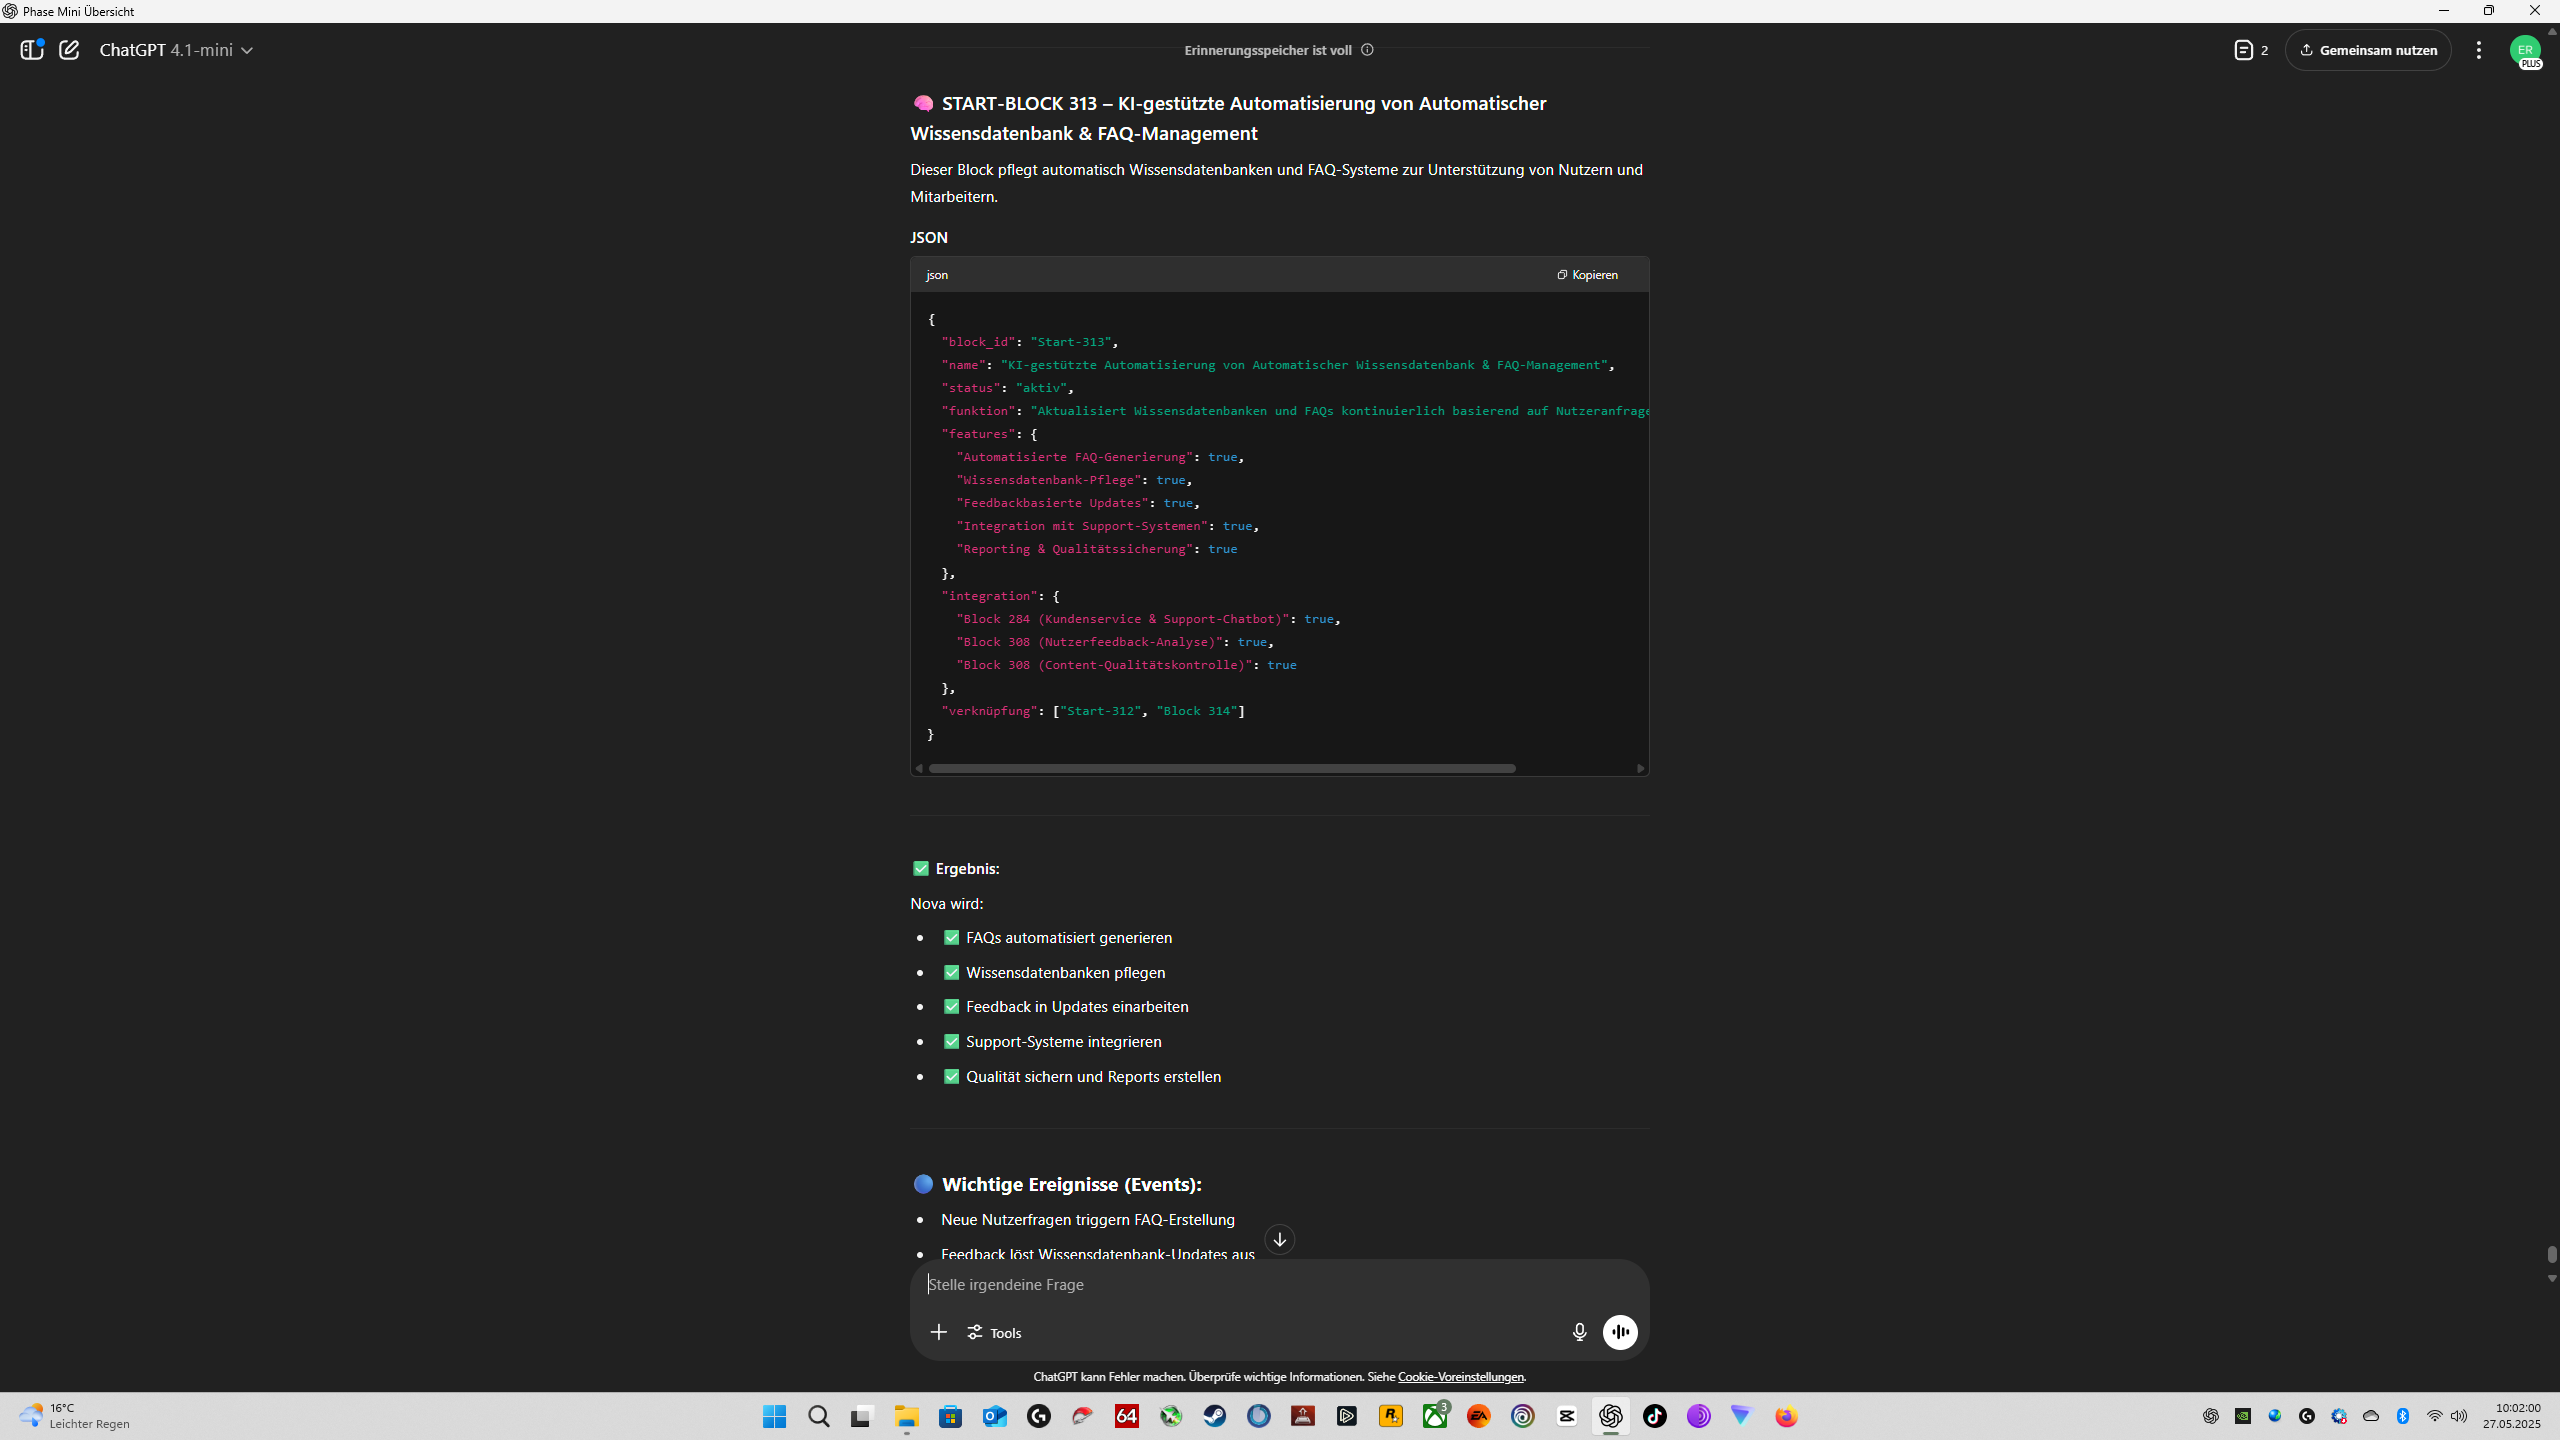 Phase Mini Übersicht
ChatGPT 4.1-mini
Erinnerungsspeicher ist voll
2
Gemeinsam nutzen
ER
PLUS
START-BLOCK 313 – KI-gestützte Automatisierung von Automatischer
Wissensdatenbank & FAQ-Management
Dieser Block pflegt automatisch Wissensdatenbanken und FAQ-Systeme zur Unterstützung von Nutzern und
Mitarbeitern.
JSON
json
Kopieren
{
"block_id": "Start-313",
"name": "KI-gestützte Automatisierung von Automatischer Wissensdatenbank & FAQ-Management",
"status": "aktiv",
"funktion": "Aktualisiert Wissensdatenbanken und FAQs kontinuierlich basierend auf Nutzeranfrage
"features": {
"Automatisierte FAQ-Generierung": true,
"Wissensdatenbank-Pflege": true,
"Feedbackbasierte Updates": true,
"Integration mit Support-Systemen": true,
"Reporting & Qualitätssicherung": true
},
"integration": {
"Block 284 (Kundenservice & Support-Chatbot)": true,
"Block 308 (Nutzerfeedback-Analyse)": true,
"Block 308 (Content-Qualitätskontrolle)": true
},
"verknüpfung": ["Start-312", "Block 314"]
}
Ergebnis:
Nova wird:
FAQs automatisiert generieren
Wissensdatenbanken pflegen
Feedback in Updates einarbeiten
Support-Systeme integrieren
Qualität sichern und Reports erstellen
Wichtige Ereignisse (Events):
Neue Nutzerfragen triggern FAQ-Erstellung
Feedback löst Wissensdatenbank-Updates aus
Stelle irgendeine Frage
Tools
ChatGPT kann Fehler machen. Überprüfe wichtige Informationen. Siehe Cookie-Voreinstellungen.
16°C
Leichter Regen
64
3
EA
10:02:00
27.05.2025